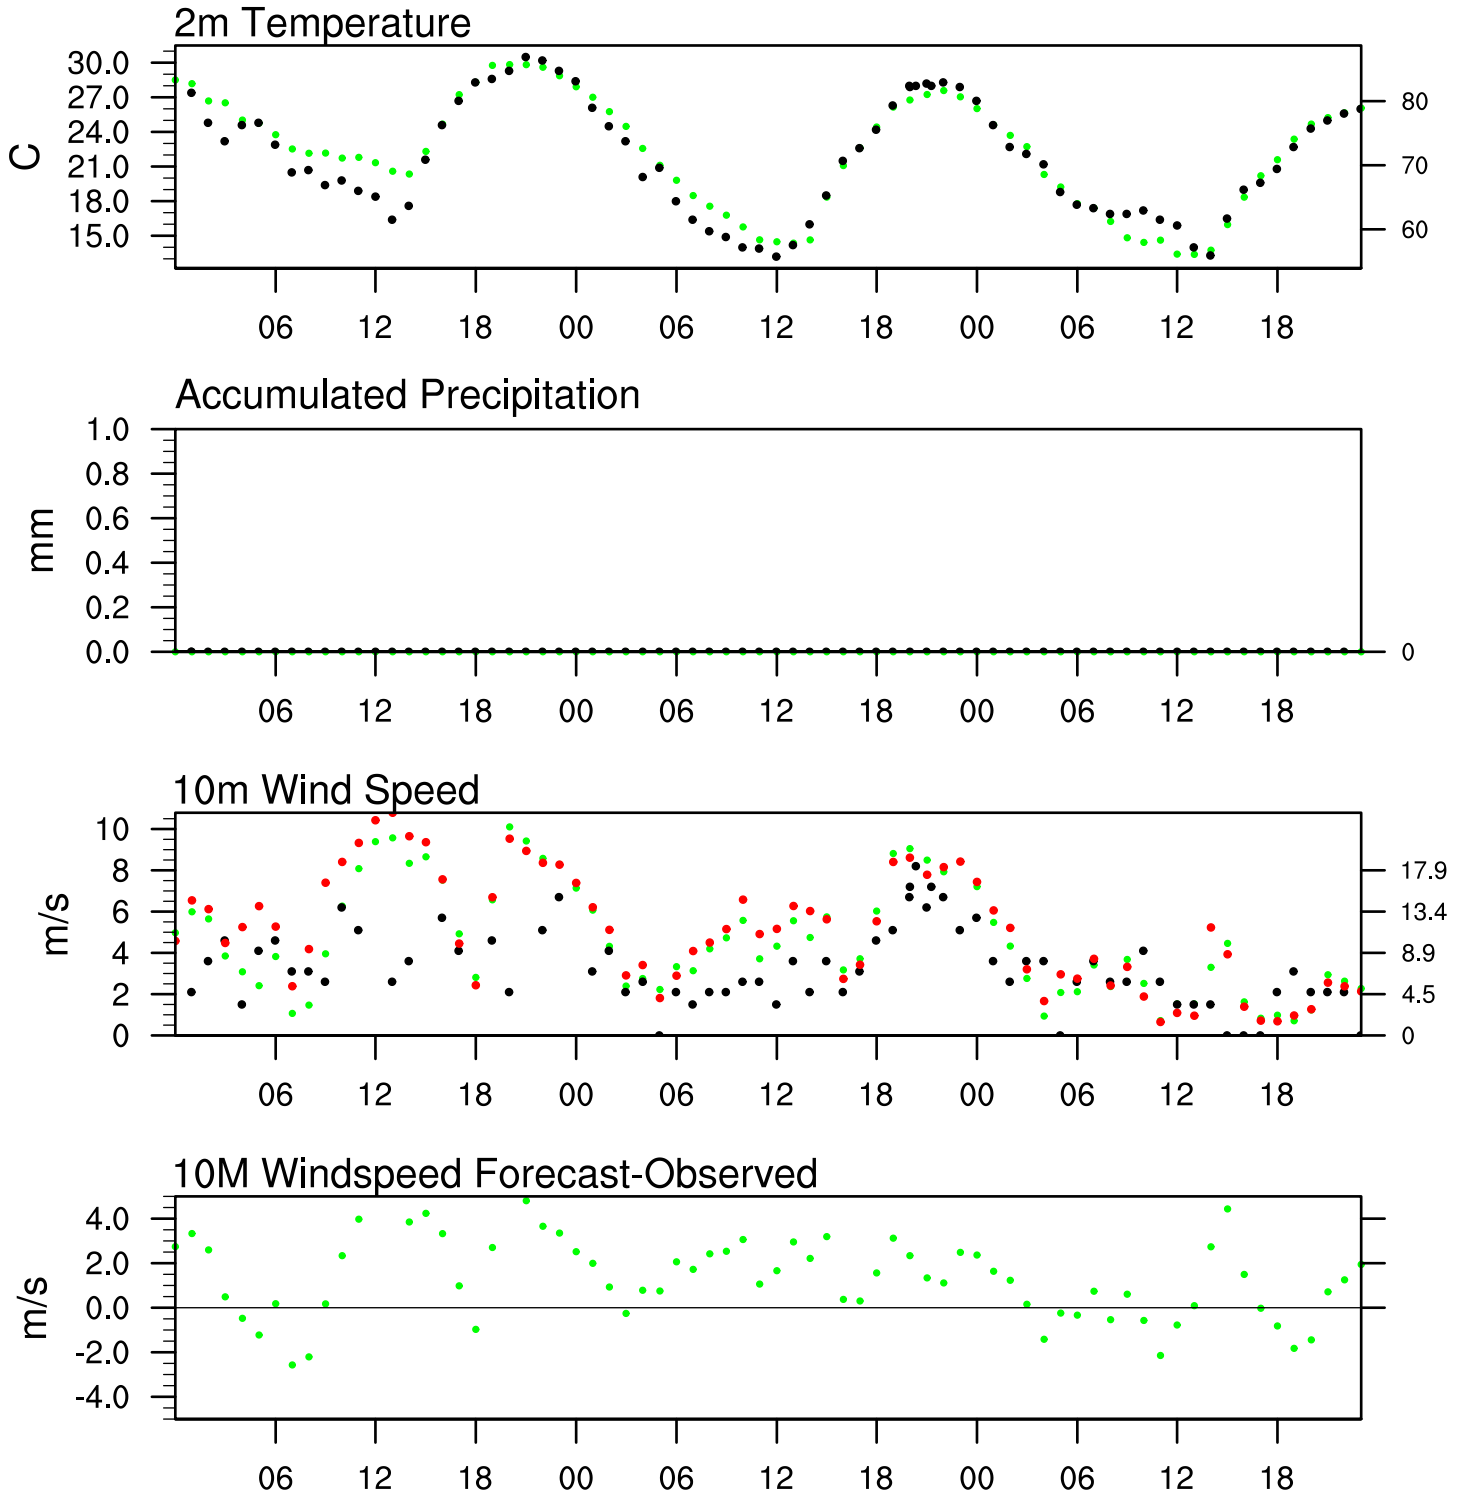 2m Temperature
30.0
27.0
24.0
21.0
18.0
15.0
C
80
70
60
06 12 18 00 06 12 18 00 06 12 18
Accumulated Precipitation
1.0
0.8
0.6
0.4
0.2
0.0
mm
0
06 12 18 00 06 12 18 00 06 12 18
10m Wind Speed
10
8
6
4
2
0
m/s
17.9
13.4
8.9
4.5
0
06 12 18 00 06 12 18 00 06 12 18
10M Windspeed Forecast-Observed
4.0
2.0
0.0
-2.0
-4.0
m/s
06 12 18 00 06 12 18 00 06 12 18